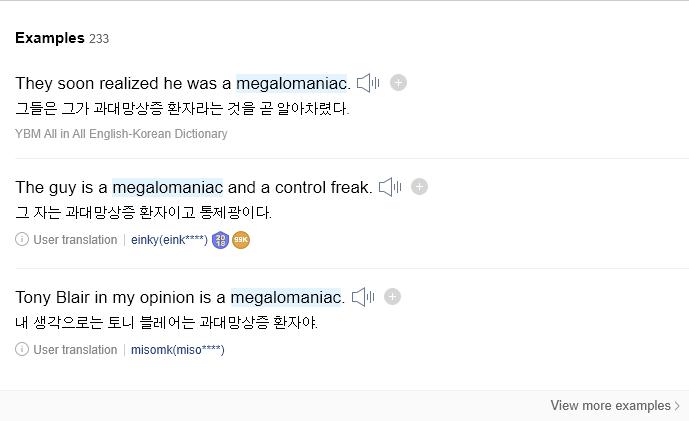 Examples 233
They soon realized he was a megalomaniac.
그들은 그가 과대망상증 환자라는 것을 곧 알아차렸다.
YBM All in All English-Korean Dictionary
The guy is a megalomaniac and a control freak.
그 자는 과대망상증 환자이고 통제광이다.
User translation | einky(eink****) 2018 99K
Tony Blair in my opinion is a megalomaniac.
내 생각으로는 토니 블레어는 과대망상증 환자야.
User translation | misomk(miso****)
View more examples >